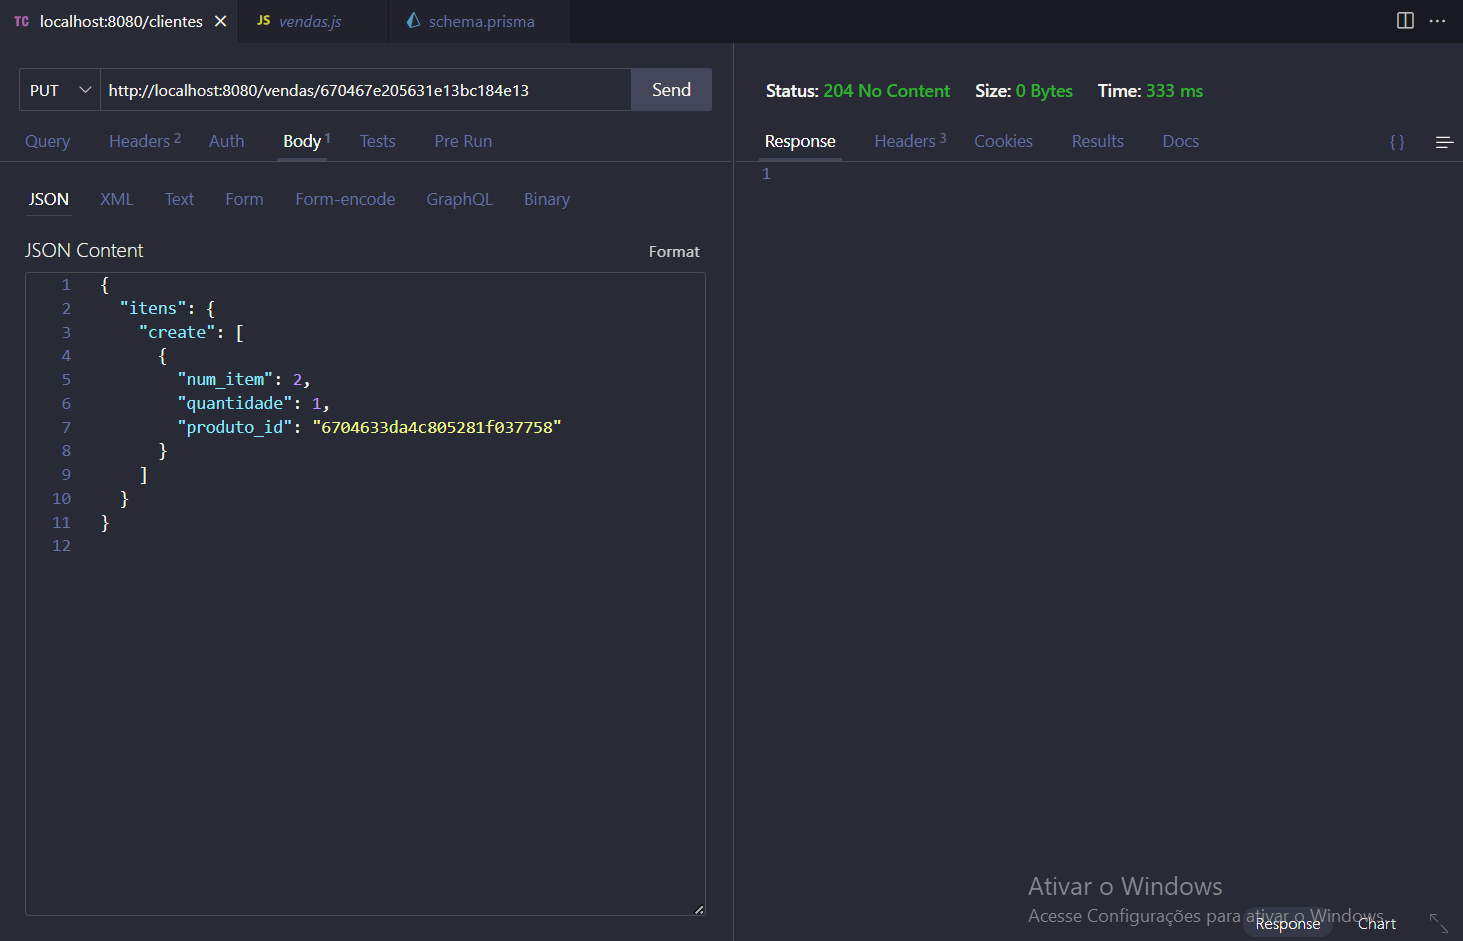 TC localhost:8080/clientes JS vendas.js schema.prisma
PUT http://localhost:8080/vendas/670467e205631e13bc184e13 Send
Query Headers 2 Auth Body 1 Tests Pre Run
JSON XML Text Form Form-encode GraphQL Binary
JSON Content Format
1 {
2 "itens": {
3 "create": [
4 {
5 "num_item": 2,
6 "quantidade": 1,
7 "produto_id": "6704633da4c805281f037758"
8 }
9 ]
10 }
11 }
12
Status: 204 No Content Size: 0 Bytes Time: 333 ms
Response Headers 3 Cookies Results Docs { }
1
Ativar o Windows
Acesse Configurações para ativar o Windows.
Response Chart